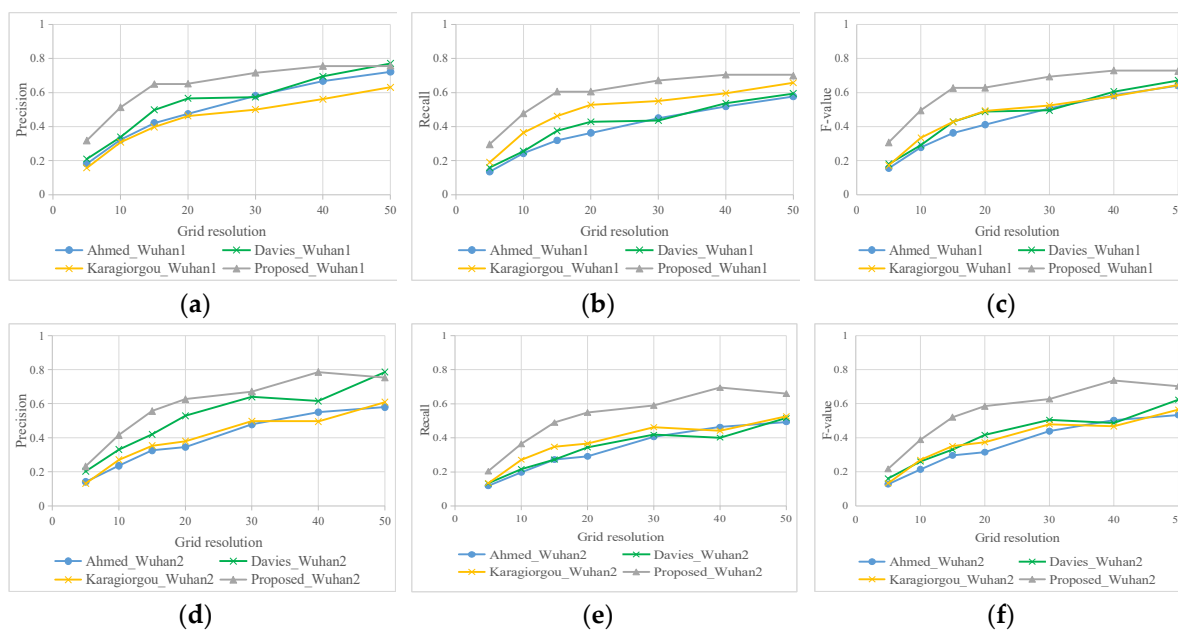 1
0.8
0.6
0.4
0.2
0
Precision
0 10 20 30 40 50
Grid resolution
Ahmed_Wuhan1 Davies_Wuhan1
Karagiorgou_Wuhan1 Proposed_Wuhan1
(a)
1
0.8
0.6
0.4
0.2
0
Recall
0 10 20 30 40 50
Grid resolution
Ahmed_Wuhan1 Davies_Wuhan1
Karagiorgou_Wuhan1 Proposed_Wuhan1
(b)
1
0.8
0.6
0.4
0.2
0
F-value
0 10 20 30 40 50
Grid resolution
Ahmed_Wuhan1 Davies_Wuhan1
Karagiorgou_Wuhan1 Proposed_Wuhan1
(c)
1
0.8
0.6
0.4
0.2
0
Precision
0 10 20 30 40 50
Grid resolution
Ahmed_Wuhan2 Davies_Wuhan2
Karagiorgou_Wuhan2 Proposed_Wuhan2
(d)
1
0.8
0.6
0.4
0.2
0
Recall
0 10 20 30 40 50
Grid resolution
Ahmed_Wuhan2 Davies_Wuhan2
Karagiorgou_Wuhan2 Proposed_Wuhan2
(e)
1
0.8
0.6
0.4
0.2
0
F-value
0 10 20 30 40 50
Grid resolution
Ahmed_Wuhan2 Davies_Wuhan2
Karagiorgou_Wuhan2 Proposed_Wuhan2
(f)